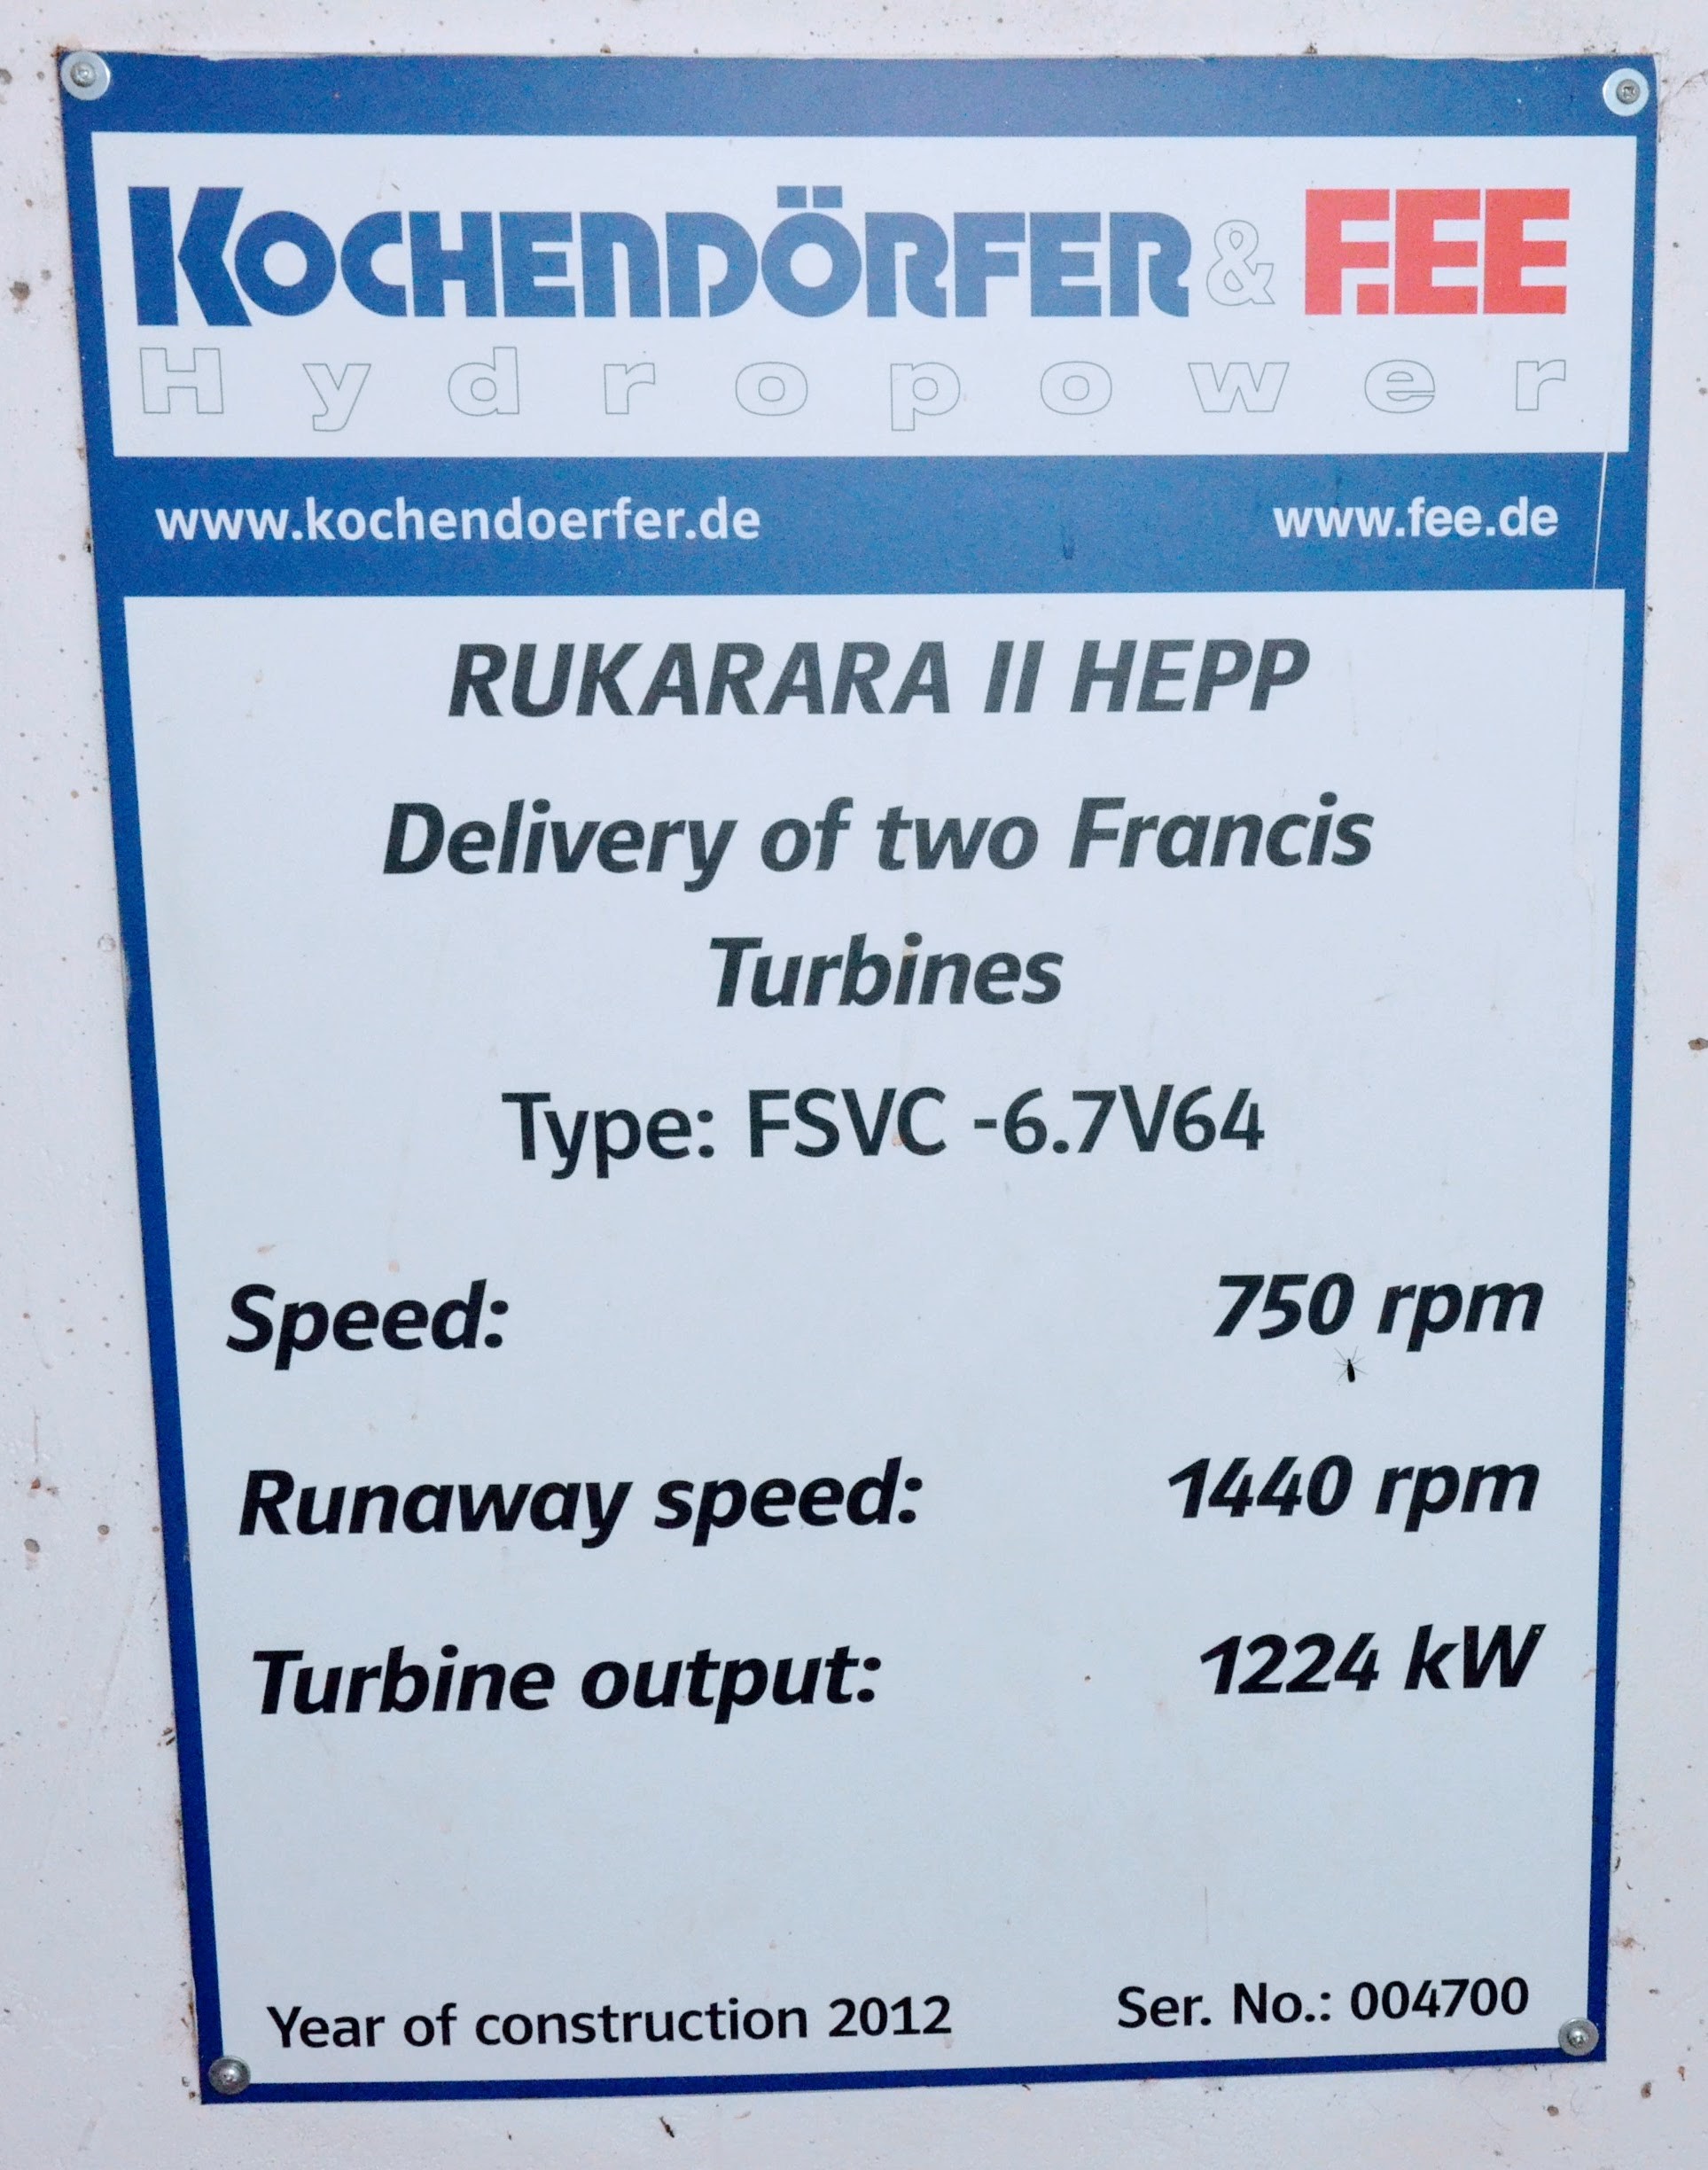 KOCHENDÖRFER & F.EE
Hydropower
www.kochendoerfer.de www.fee.de
RUKARARA II HEPP
Delivery of two Francis
Turbines
Type: FSVC -6.7V64
Speed: 750 rpm
Runaway speed: 1440 rpm
Turbine output: 1224 kW
Year of construction 2012 Ser. No.: 004700